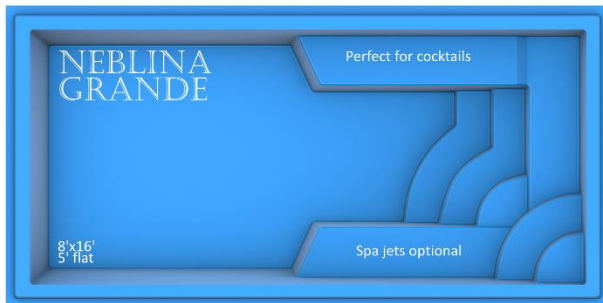 NEBLINA
GRANDE
Perfect for cocktails
8'x16'
5' flat
Spa jets optional